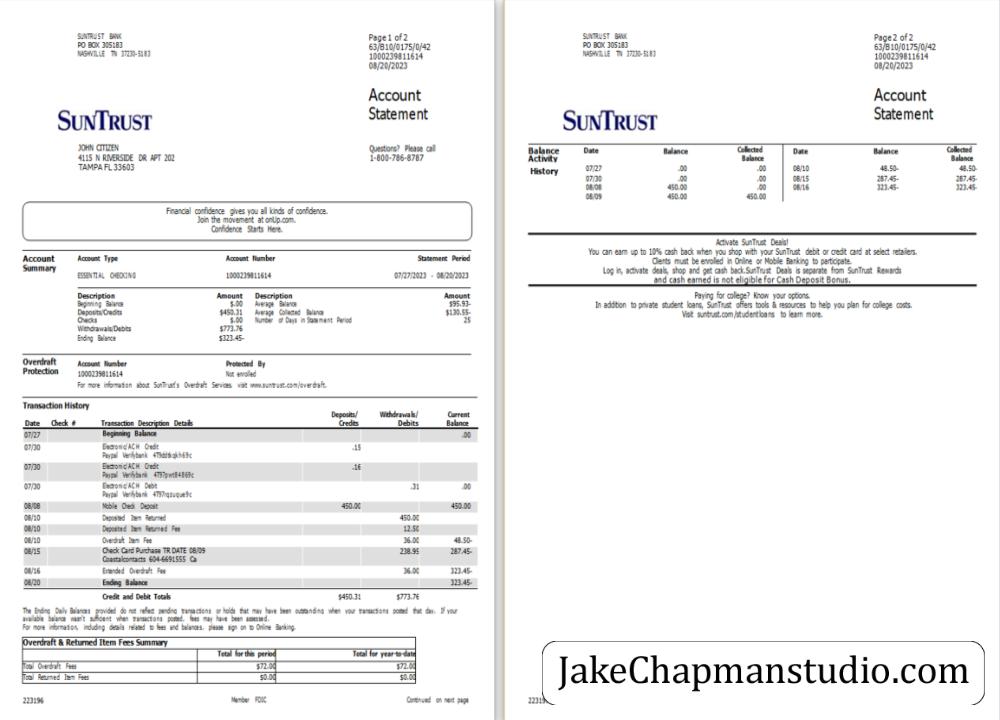 SUNTRUST BANK
PO BOX 305183
NASHVILLE TN 37230-5183
Page 1 of 2
63/B10/0175/0/42
1000239811614
08/20/2023
Account
Statement
SUNTRUST
JOHN CITIZEN
4115 N RIVERSIDE DR APT 202
TAMPA FL 33603
Questions? Please call
1-800-786-8787
Financial confidence gives you all kinds of confidence.
Join the movement at onUp.com.
Confidence Starts Here.
Account Summary
Account Type Account Number Statement Period
ESSENTIAL CHECKING 1000239811614 07/27/2023 - 08/20/2023
Description Amount Description Amount
Beginning Balance $.00 Average Balance $95.93-
Deposits/Credits $450.31 Average Collected Balance $130.55-
Checks $.00 Number of Days in Statement Period 25
Withdrawals/Debits $773.76
Ending Balance $323.45-
Overdraft Protection
Account Number Protected By
1000239811614 Not enrolled
For more information about SunTrust's Overdraft Services, visit www.suntrust.com/overdraft.
Transaction History
Date Check # Transaction Description Details Deposits/ Credits Withdrawals/ Debits Current Balance
07/27 Beginning Balance .00
07/30 Electronic/ACH Credit .15
Paypal Verifybank
07/30 Electronic/ACH Credit .16
Paypal Verifybank
07/30 Electronic/ACH Debit .31 .00
Paypal Verifybank
08/08 Mobile Check Deposit 450.00 450.00
08/10 Deposited Item Returned 450.00
08/10 Deposited Item Returned Fee 12.50
08/10 Overdraft Item Fee 36.00 48.50-
08/15 Check Card Purchase TR DATE 08/09 238.95 287.45-
Coastalcontacts 604-6691555 Ca
08/16 Extended Overdraft Fee 36.00 323.45-
08/20 Ending Balance 323.45-
Credit and Debit Totals $450.31 $773.76
The Ending Daily Balances provided do not reflect pending transactions or holds that may have been outstanding when your transactions posted that day. If your
available balance wasn't sufficient when transactions posted, fees may have been assessed.
For more information, including details related to fees and balances, please sign on to Online Banking.
Overdraft & Returned Item Fees Summary
Total for this period Total for year-to-date
Total Overdraft Fees $72.00 $72.00
Total Returned Item Fees $0.00 $0.00
223196 Member FDIC Continued on next page
SUNTRUST BANK
PO BOX 305183
NASHVILLE TN 37230-5183
Page 2 of 2
63/B10/0175/0/42
1000239811614
08/20/2023
Account
Statement
SUNTRUST
Balance Activity History
Date Balance Collected Balance Date Balance Collected Balance
07/27 .00 .00 08/10 48.50- 48.50-
07/30 .00 .00 08/15 287.45- 287.45-
08/08 450.00 .00 08/16 323.45- 323.45-
08/09 450.00 450.00
Activate SunTrust Deals!
You can earn up to 10% cash back when you shop with your SunTrust debit or credit card at select retailers.
Clients must be enrolled in Online or Mobile Banking to participate.
Log in, activate deals, shop and get cash back.SunTrust Deals is separate from SunTrust Rewards
and cash earned is not eligible for Cash Deposit Bonus.
Paying for college? Know your options.
In addition to private student loans, SunTrust offers tools & resources to help you plan for college costs.
Visit suntrust.com/studentloans to learn more.
JakeChapmanstudio.com